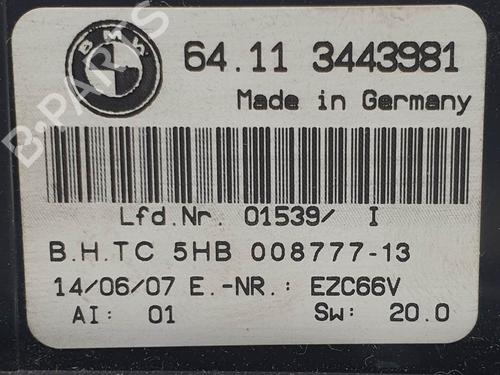 BMW
64.11 3443981
Made in Germany
Lfd.Nr. 01539/ I
B.H.TC 5HB 008777-13
14/06/07 E.-NR.: EZC66V
AI: 01 Sw: 20.0
B-PARTS